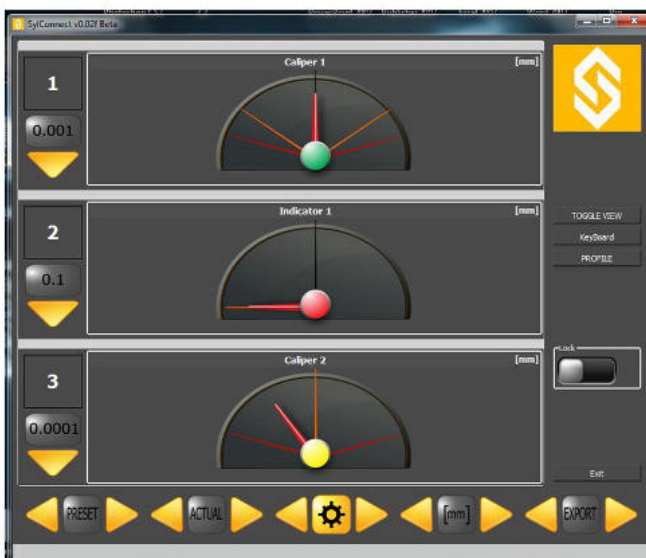 SylConnect v0.02f Beta
1
Caliper 1
[mm]
0.001
2
Indicator 1
[mm]
0.1
TOGGLE VIEW
KeyBoard
PROFILE
3
Caliper 2
[mm]
0.0001
Lock
Exit
PRESET
ACTUAL
[mm]
EXPORT